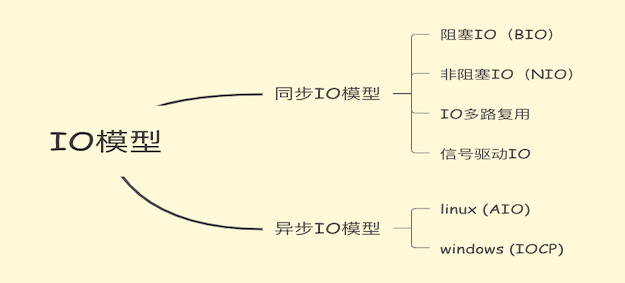 IO模型
同步IO模型
阻塞IO（BIO）
非阻塞IO（NIO）
IO多路复用
信号驱动IO
异步IO模型
linux (AIO)
windows (IOCP)